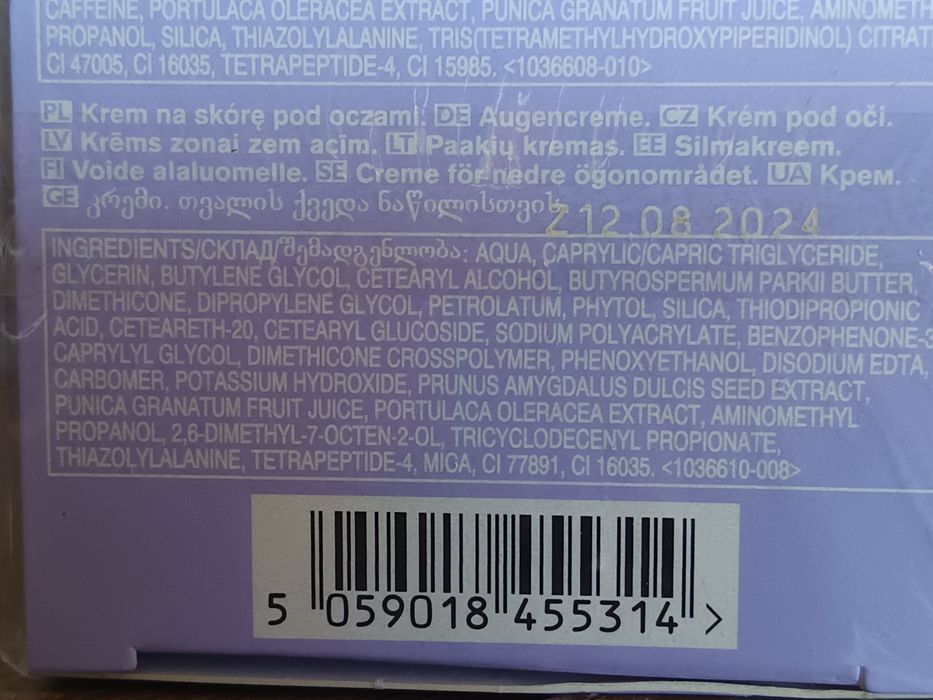 CAFFEINE, PORTULACA OLERACEA EXTRACT, PUNICA GRANATUM FRUIT JUICE, AMINOMETH
PROPANOL, SILICA, THIAZOLYLALANINE, TRIS(TETRAMETHYLHYDROXYPIPERIDINOL) CITRAT
CI 47005, CI 16035, TETRAPEPTIDE-4, CI 15985. <1036608-010>
PL Krem na skórę pod oczami. DE Augencreme. CZ Krém pod oči.
LV Krēms zonai zem acīm. LT Paakių kremas. EE Silmakreem.
FI Voide alaluomelle. SE Creme för nedre ögonområdet. UA Крем.
GE კრემი. თვალის ქვედა ნაწილისთვის
Z 12 08 2024
INGREDIENTS/СКЛАД/შემადგენლობა: AQUA, CAPRYLIC/CAPRIC TRIGLYCERIDE,
GLYCERIN, BUTYLENE GLYCOL, CETEARYL ALCOHOL, BUTYROSPERMUM PARKII BUTTER,
DIMETHICONE, DIPROPYLENE GLYCOL, PETROLATUM, PHYTOL, SILICA, THIODIPROPIONIC
ACID, CETEARETH-20, CETEARYL GLUCOSIDE, SODIUM POLYACRYLATE, BENZOPHENONE-3
CAPRYLYL GLYCOL, DIMETHICONE CROSSPOLYMER, PHENOXYETHANOL, DISODIUM EDTA,
CARBOMER, POTASSIUM HYDROXIDE, PRUNUS AMYGDALUS DULCIS SEED EXTRACT,
PUNICA GRANATUM FRUIT JUICE, PORTULACA OLERACEA EXTRACT, AMINOMETHYL
PROPANOL, 2,6-DIMETHYL-7-OCTEN-2-OL, TRICYCLODECENYL PROPIONATE,
THIAZOLYLALANINE, TETRAPEPTIDE-4, MICA, CI 77891, CI 16035. <1036610-008>
5 059018 455314 >